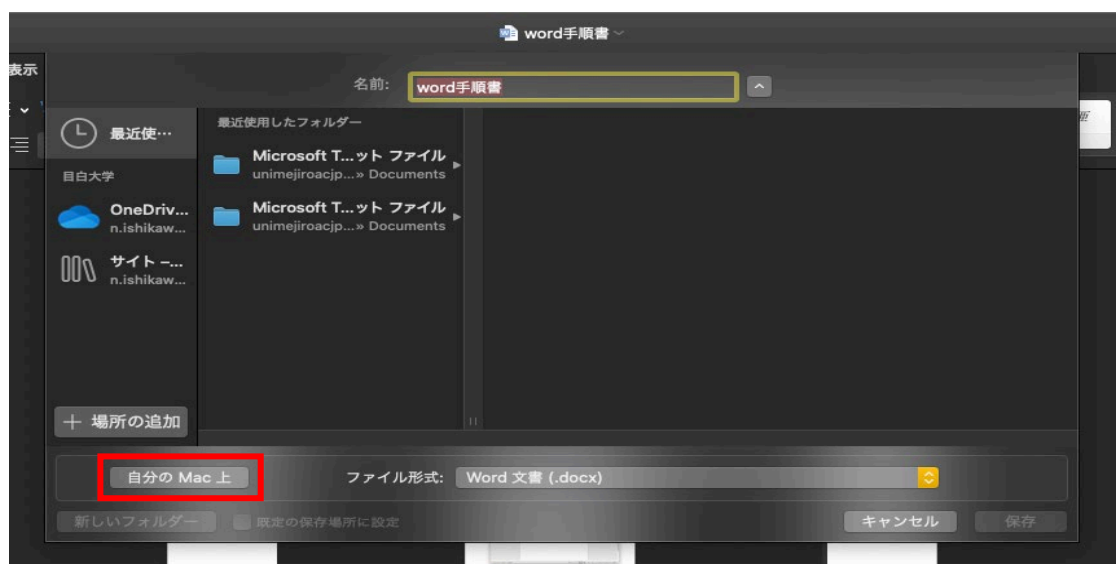 word手順書
表示
名前: word手順書
最近使…
最近使用したフォルダー
Microsoft T...ット ファイル
unimejiroacjp...» Documents
目白大学
OneDriv...
n.ishikaw...
Microsoft T...ット ファイル
unimejiroacjp...» Documents
サイト –...
n.ishikaw...
＋ 場所の追加
自分の Mac 上
ファイル形式: Word 文書 (.docx)
新しいフォルダー
既定の保存場所に設定
キャンセル
保存